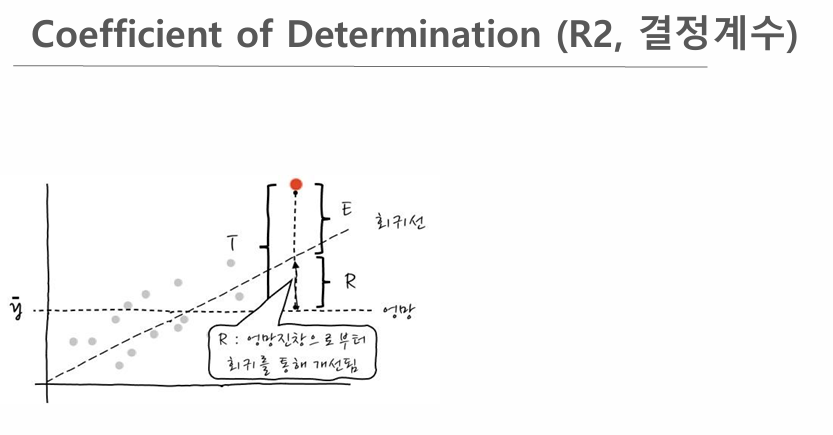 Coefficient of Determination (R2, 결정계수)
E
회귀선
T
R
ȳ
엉망
R : 엉망진창으로부터
회귀를 통해 개선됨